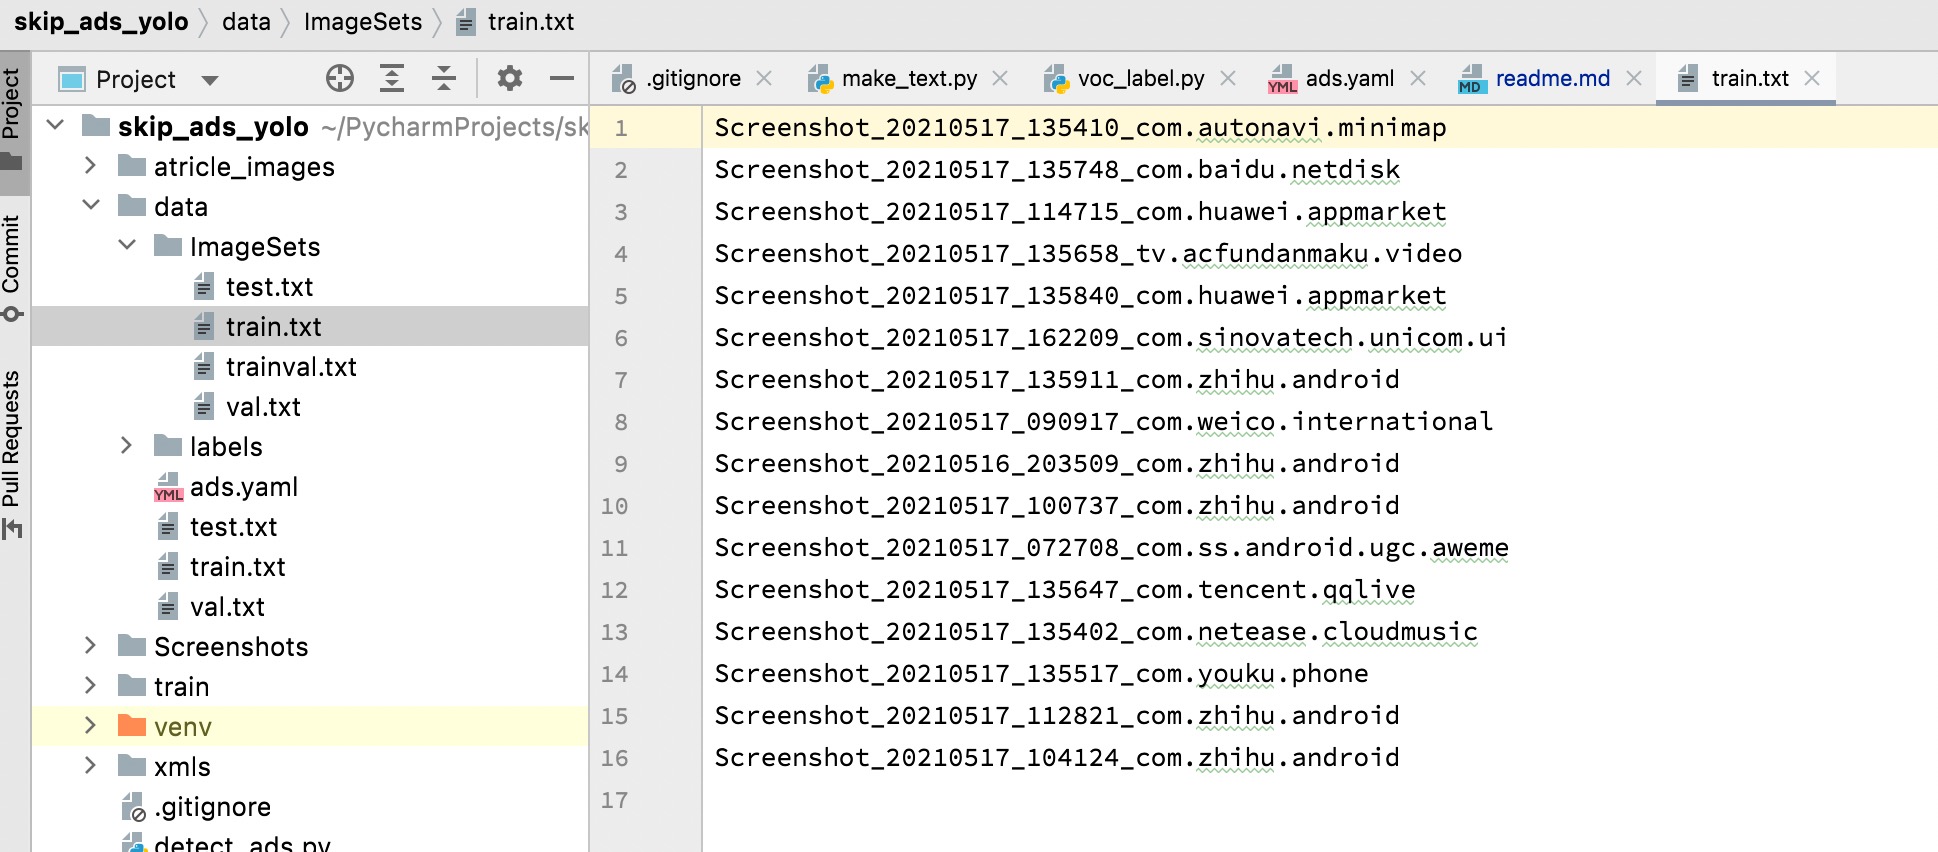 skip_ads_yolo data ImageSets train.txt
Project
Commit
Pull Requests
Project
skip_ads_yolo ~/PycharmProjects/sk
atricle_images
data
ImageSets
test.txt
train.txt
trainval.txt
val.txt
labels
YML ads.yaml
test.txt
train.txt
val.txt
Screenshots
train
venv
xmls
.gitignore
detect_ads.py
.gitignore make_text.py voc_label.py YML ads.yaml MD readme.md train.txt
1 Screenshot_20210517_135410_com.autonavi.minimap
2 Screenshot_20210517_135748_com.baidu.netdisk
3 Screenshot_20210517_114715_com.huawei.appmarket
4 Screenshot_20210517_135658_tv.acfundanmaku.video
5 Screenshot_20210517_135840_com.huawei.appmarket
6 Screenshot_20210517_162209_com.sinovatech.unicom.ui
7 Screenshot_20210517_135911_com.zhihu.android
8 Screenshot_20210517_090917_com.weico.international
9 Screenshot_20210516_203509_com.zhihu.android
10 Screenshot_20210517_100737_com.zhihu.android
11 Screenshot_20210517_072708_com.ss.android.ugc.aweme
12 Screenshot_20210517_135647_com.tencent.qqlive
13 Screenshot_20210517_135402_com.netease.cloudmusic
14 Screenshot_20210517_135517_com.youku.phone
15 Screenshot_20210517_112821_com.zhihu.android
16 Screenshot_20210517_104124_com.zhihu.android
17